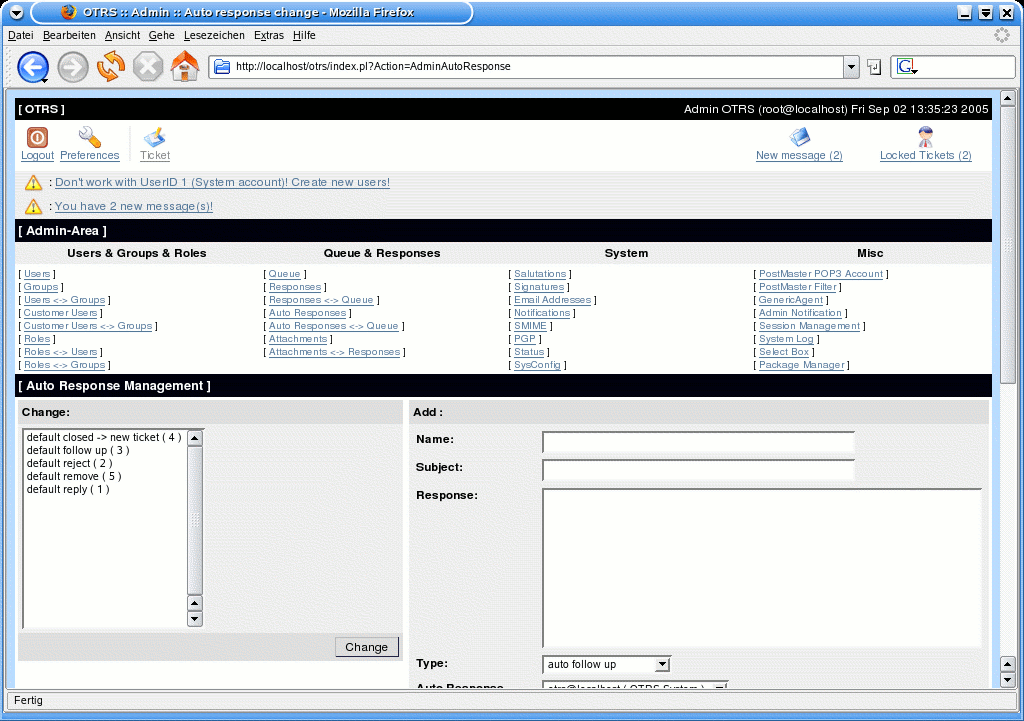 OTRS :: Admin :: Auto response change - Mozilla Firefox
Datei Bearbeiten Ansicht Gehe Lesezeichen Extras Hilfe
http://localhost/otrs/index.pl?Action=AdminAutoResponse
[ OTRS ] Admin OTRS (root@localhost) Fri Sep 02 13:35:23 2005
Logout Preferences Ticket New message (2) Locked Tickets (2)
: Don't work with UserID 1 (System account)! Create new users!
: You have 2 new message(s)!
[ Admin-Area ]
Users & Groups & Roles Queue & Responses System Misc
[ Users ] [ Queue ] [ Salutations ] [ PostMaster POP3 Account ]
[ Groups ] [ Responses ] [ Signatures ] [ PostMaster Filter ]
[ Users <-> Groups ] [ Responses <-> Queue ] [ Email Addresses ] [ GenericAgent ]
[ Customer Users ] [ Auto Responses ] [ Notifications ] [ Admin Notification ]
[ Customer Users <-> Groups ] [ Auto Responses <-> Queue ] [ SMIME ] [ Session Management ]
[ Roles ] [ Attachments ] [ PGP ] [ System Log ]
[ Roles <-> Users ] [ Attachments <-> Responses ] [ Status ] [ Select Box ]
[ Roles <-> Groups ] [ SysConfig ] [ Package Manager ]
[ Auto Response Management ]
Change: Add :
default closed -> new ticket ( 4 )
default follow up ( 3 )
default reject ( 2 )
default remove ( 5 )
default reply ( 1 )
Change
Name:
Subject:
Response:
Type: auto follow up
Auto Response otrs@localhost ( OTRS System )
Fertig